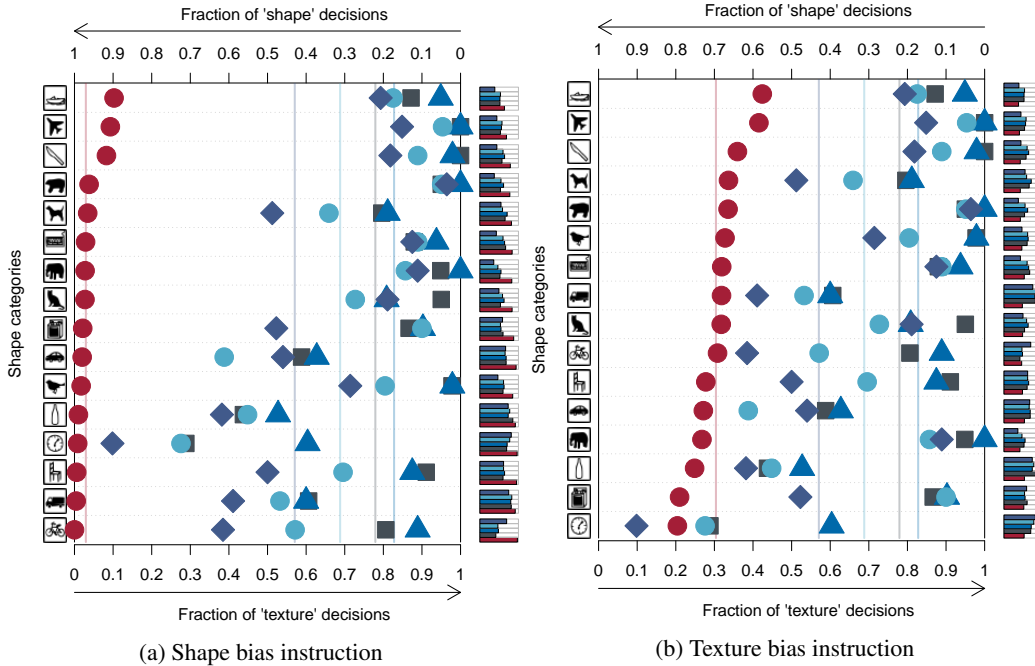 Fraction of 'shape' decisions
1 0.9 0.8 0.7 0.6 0.5 0.4 0.3 0.2 0.1 0
Shape categories
0 0.1 0.2 0.3 0.4 0.5 0.6 0.7 0.8 0.9 1
Fraction of 'texture' decisions
(a) Shape bias instruction
Fraction of 'shape' decisions
1 0.9 0.8 0.7 0.6 0.5 0.4 0.3 0.2 0.1 0
Shape categories
0 0.1 0.2 0.3 0.4 0.5 0.6 0.7 0.8 0.9 1
Fraction of 'texture' decisions
(b) Texture bias instruction